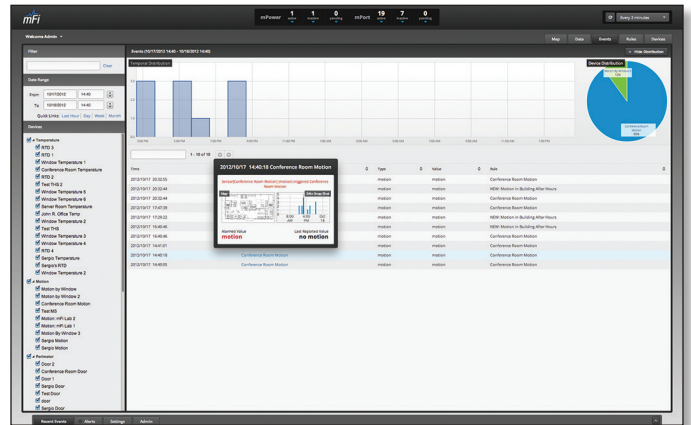 mFi
mPower 1 active 1 inactive 0 pending mPort 19 active 7 inactive 0 pending
Every 2 minutes
Welcome Admin
Map Data Events Rules Devices
Filter
Events (10/17/2012 14:40 - 10/18/2012 14:40)
Hide Distribution
Clear
Temporal Distribution
Device Distribution
Date Range
From 10/17/2012 14:40
To 10/18/2012 14:40
Quick Links: Last Hour Day Week Month
Devices
Temperature
RTD 3
RTD 1
Window Temperature 1
Conference Room Temperature
RTD 2
Test THS 2
Window Temperature 5
Window Temperature 6
Server Room Temperature
John R. Office Temp
Window Temperature 2
Test THS
Window Temperature 3
Window Temperature 4
RTD 4
Sergio Temperature
Sergio's RTD
Window Temperature 2
Motion
Motion by Window
Motion by Window 2
Conference Room Motion
Test MS
Motion: mFi Lab 2
Motion: mFi Lab 1
Motion By Window 3
Sergio Motion
Sergio Motion
Perimeter
Door 2
Conference Room Door
Door 1
Sergio Door
Test Door
door
Sergio Door
1 - 10 of 19
Time Type Value Rule
2012/10/17 20:32:55 motion motion Conference Room Motion
2012/10/17 20:32:44 motion motion NEW: Motion in Building After Hours
2012/10/17 20:32:44 motion motion Conference Room Motion
2012/10/17 17:47:39 motion motion Conference Room Motion
2012/10/17 17:29:22 motion motion NEW: Motion in Building After Hours
2012/10/17 16:40:46 motion motion NEW: Motion in Building After Hours
2012/10/17 16:40:46 motion motion Conference Room Motion
2012/10/17 14:41:01 motion motion Conference Room Motion
2012/10/17 14:40:18 Conference Room Motion motion motion Conference Room Motion
2012/10/17 14:40:05 Conference Room Motion motion motion Conference Room Motion
2012/10/17 14:40:18 Conference Room Motion
Map
24hr Snap Shot
Alarmed Value
motion
Last Reported Value
no motion
Recent Events Alerts Settings Admin